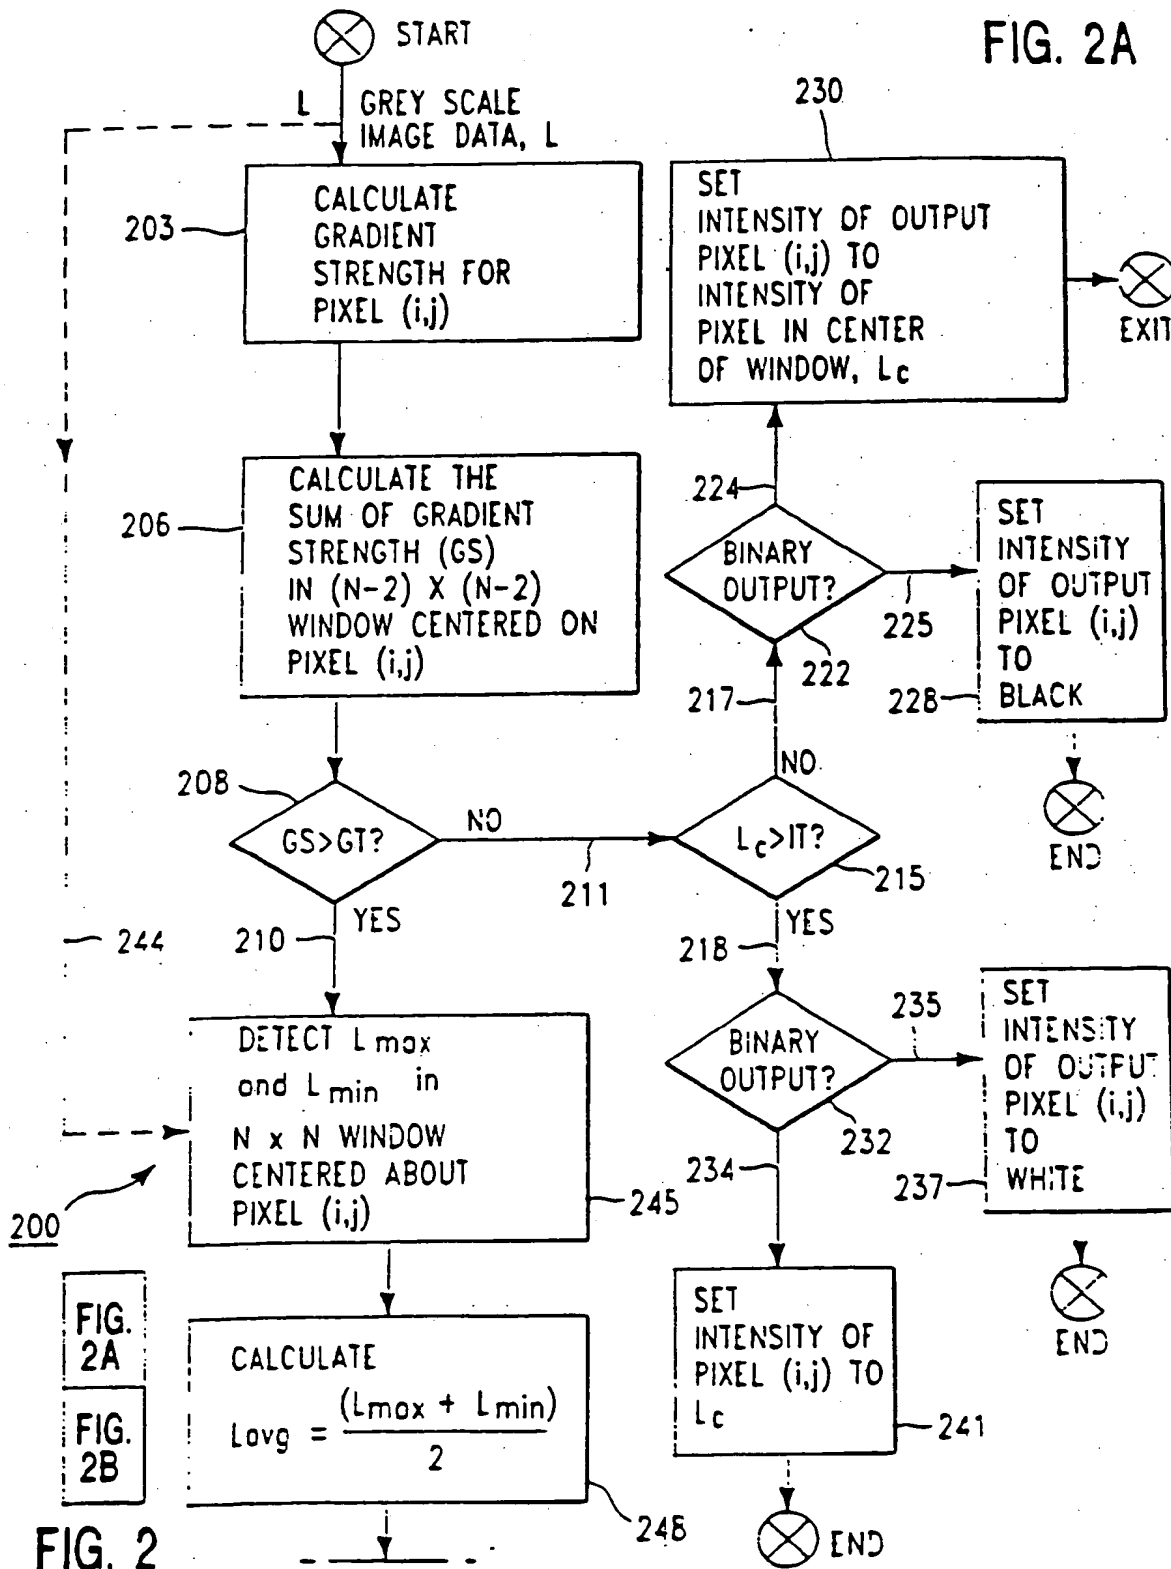 START
FIG. 2A
L
GREY SCALE
IMAGE DATA, L
230
203
CALCULATE
GRADIENT
STRENGTH FOR
PIXEL (i,j)
SET
INTENSITY OF OUTPUT
PIXEL (i,j) TO
INTENSITY OF
PIXEL IN CENTER
OF WINDOW, Lc
EXIT
206
CALCULATE THE
SUM OF GRADIENT
STRENGTH (GS)
IN (N-2) X (N-2)
WINDOW CENTERED ON
PIXEL (i,j)
224
BINARY
OUTPUT?
222
225
SET
INTENSITY
OF OUTPUT
PIXEL (i,j)
TO
BLACK
228
END
217
NO
208
GS>GT?
NO
211
Lc>IT?
215
YES
210
YES
218
244
DETECT Lmax
and Lmin in
N x N WINDOW
CENTERED ABOUT
PIXEL (i,j)
245
200
BINARY
OUTPUT?
232
235
SET
INTENSITY
OF OUTPUT
PIXEL (i,j)
TO
WHITE
237
END
234
SET
INTENSITY OF
PIXEL (i,j) TO
Lc
241
END
CALCULATE
Lavg = (Lmax + Lmin)
2
248
FIG.
2A
FIG.
2B
FIG. 2